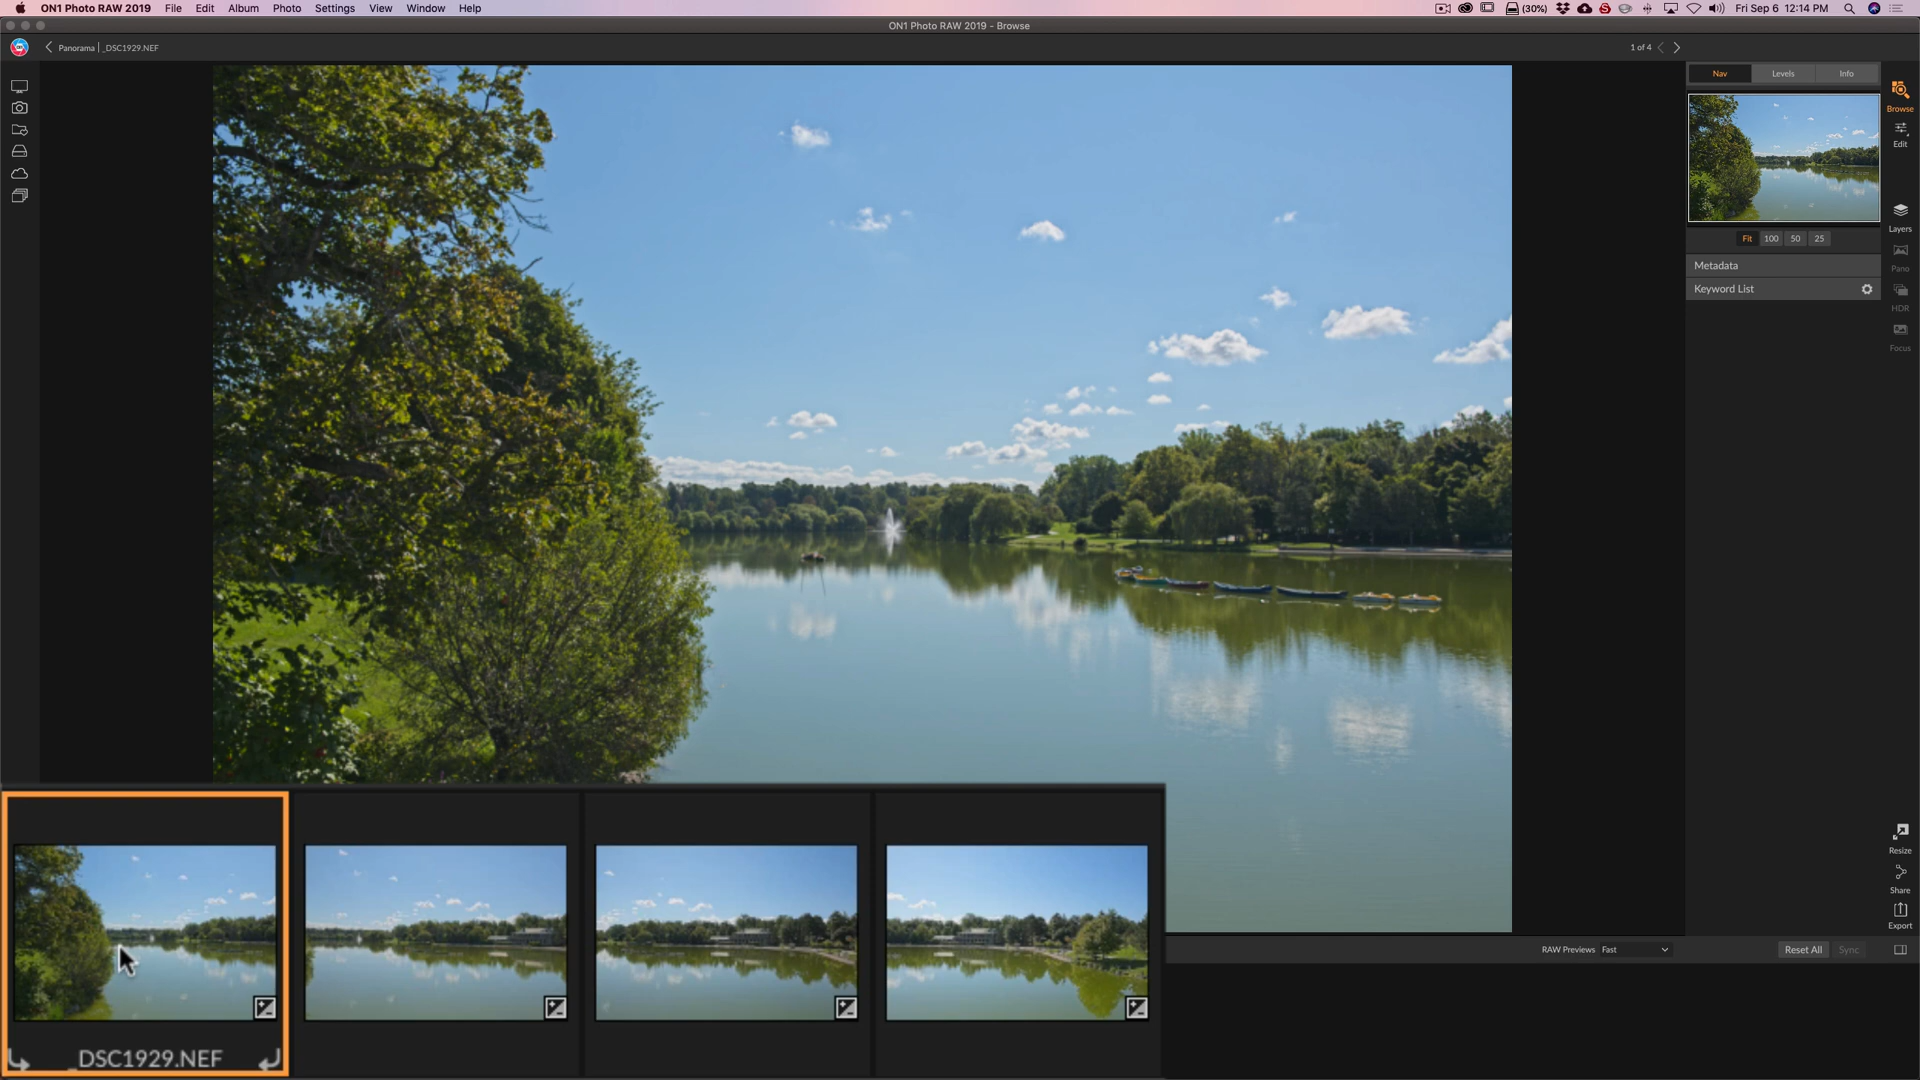 ON1 Photo RAW 2019 File Edit Album Photo Settings View Window Help (30%) Fri Sep 6 12:14 PM
ON1 Photo RAW 2019 - Browse
Panorama | _DSC1929.NEF 1 of 4
Nav Levels Info
Browse
Edit
Layers
Fit 100 50 25
Metadata
Pano
Keyword List
HDR
Focus
Resize
Share
Export
RAW Previews Fast Reset All Sync
_DSC1929.NEF